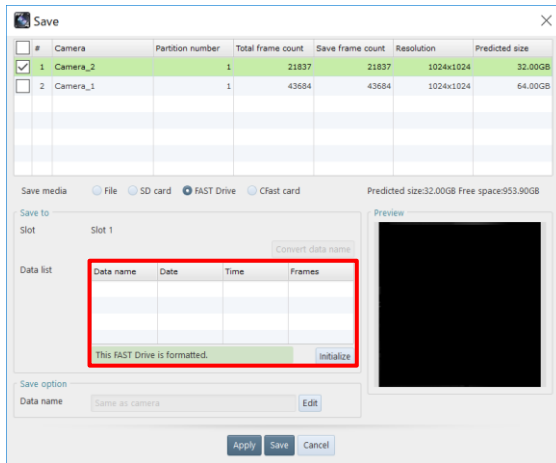 Save
# Camera Partition number Total frame count Save frame count Resolution Predicted size
1 Camera_2 1 21837 21837 1024x1024 32.00GB
2 Camera_1 1 43684 43684 1024x1024 64.00GB
Save media File SD card FAST Drive CFast card Predicted size:32.00GB Free space:953.90GB
Save to
Preview
Slot Slot 1
Convert data name
Data list
Data name Date Time Frames
This FAST Drive is formatted. Initialize
Save option
Data name Same as camera Edit
Apply Save Cancel